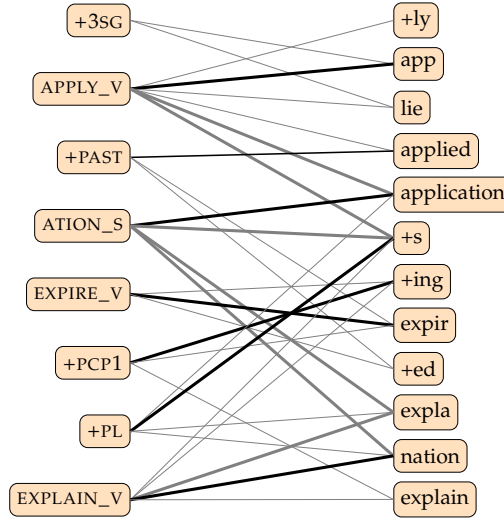 +3SG
APPLY_V
+PAST
ATION_S
EXPIRE_V
+PCP1
+PL
EXPLAIN_V
+ly
app
lie
applied
application
+s
+ing
expir
+ed
expla
nation
explain